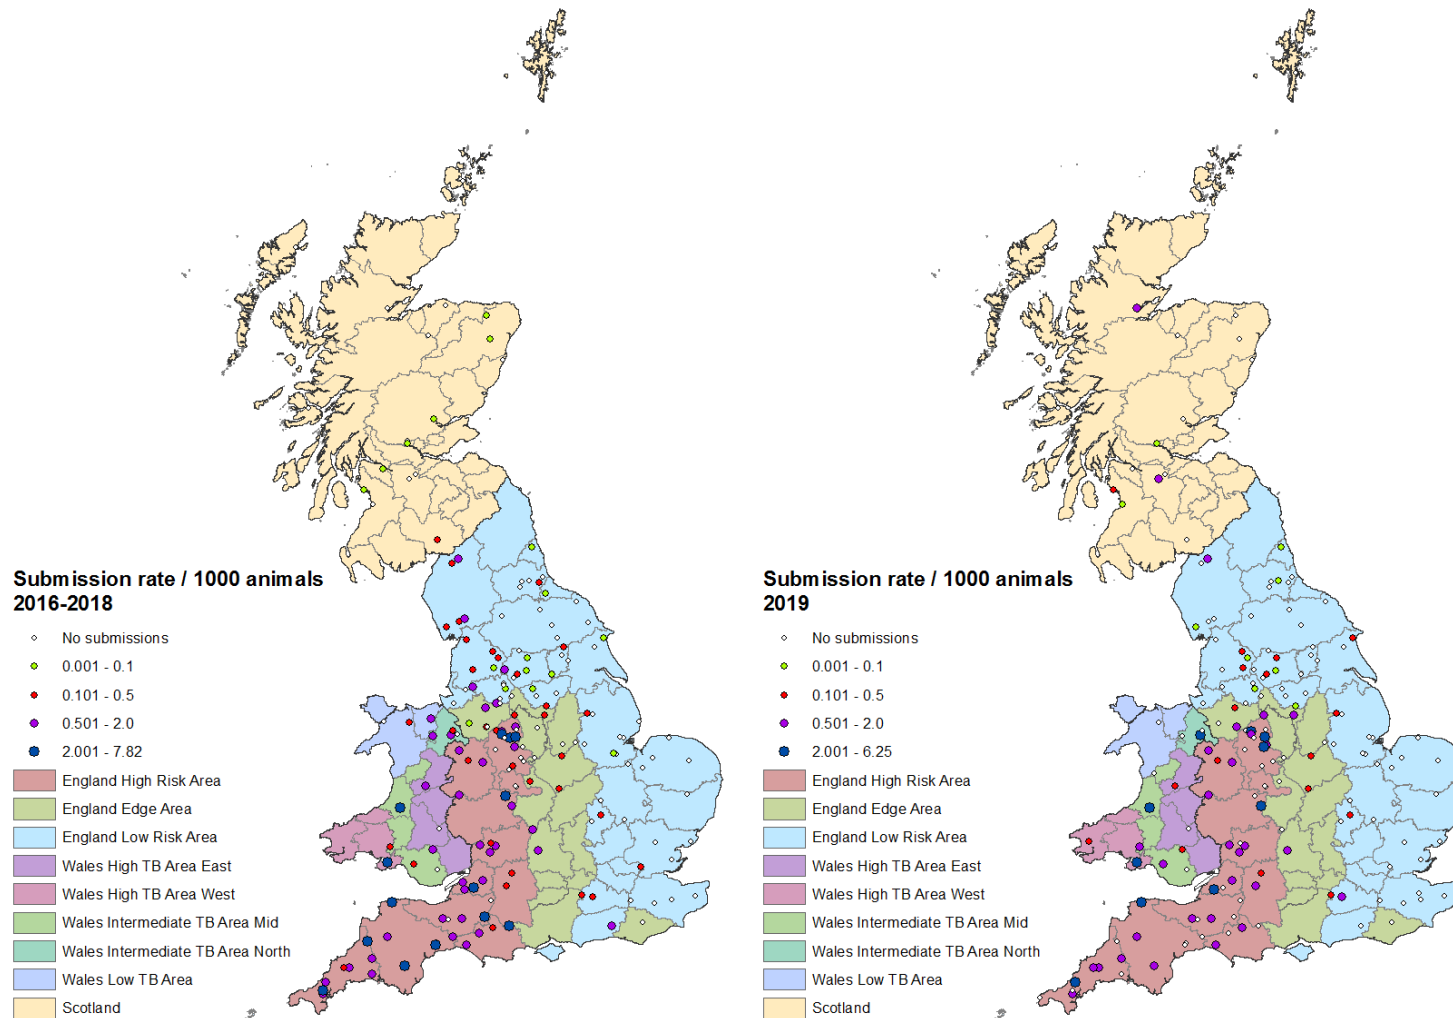 Submission rate / 1000 animals
2016-2018
No submissions
0.001 - 0.1
0.101 - 0.5
0.501 - 2.0
2.001 - 7.82
England High Risk Area
England Edge Area
England Low Risk Area
Wales High TB Area East
Wales High TB Area West
Wales Intermediate TB Area Mid
Wales Intermediate TB Area North
Wales Low TB Area
Scotland
Submission rate / 1000 animals
2019
No submissions
0.001 - 0.1
0.101 - 0.5
0.501 - 2.0
2.001 - 6.25
England High Risk Area
England Edge Area
England Low Risk Area
Wales High TB Area East
Wales High TB Area West
Wales Intermediate TB Area Mid
Wales Intermediate TB Area North
Wales Low TB Area
Scotland